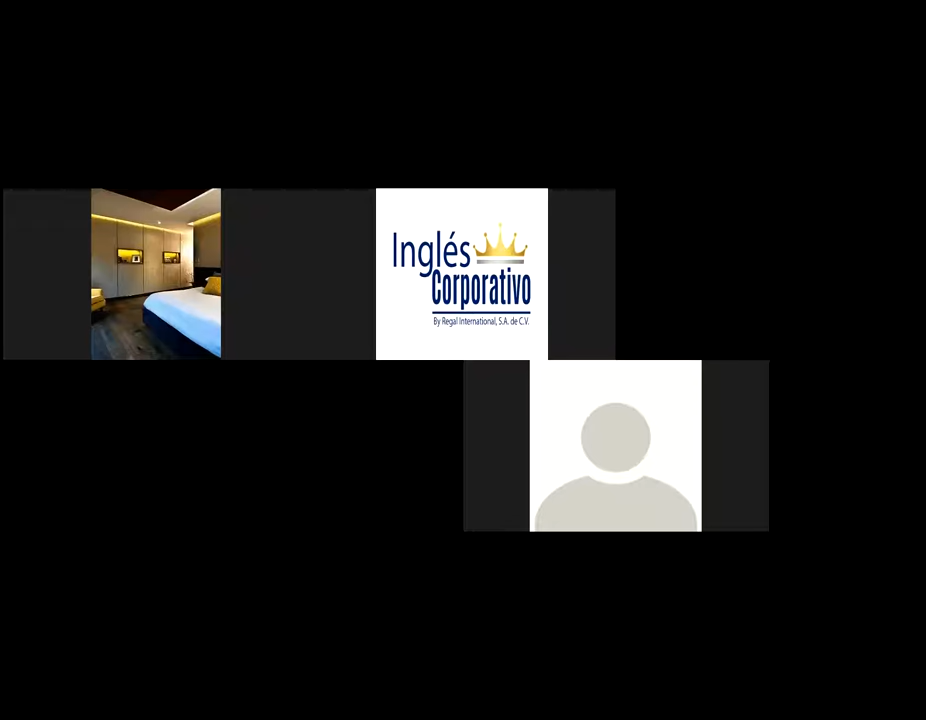 Inglés
Corporativo
By Regal International, S.A. de C.V.